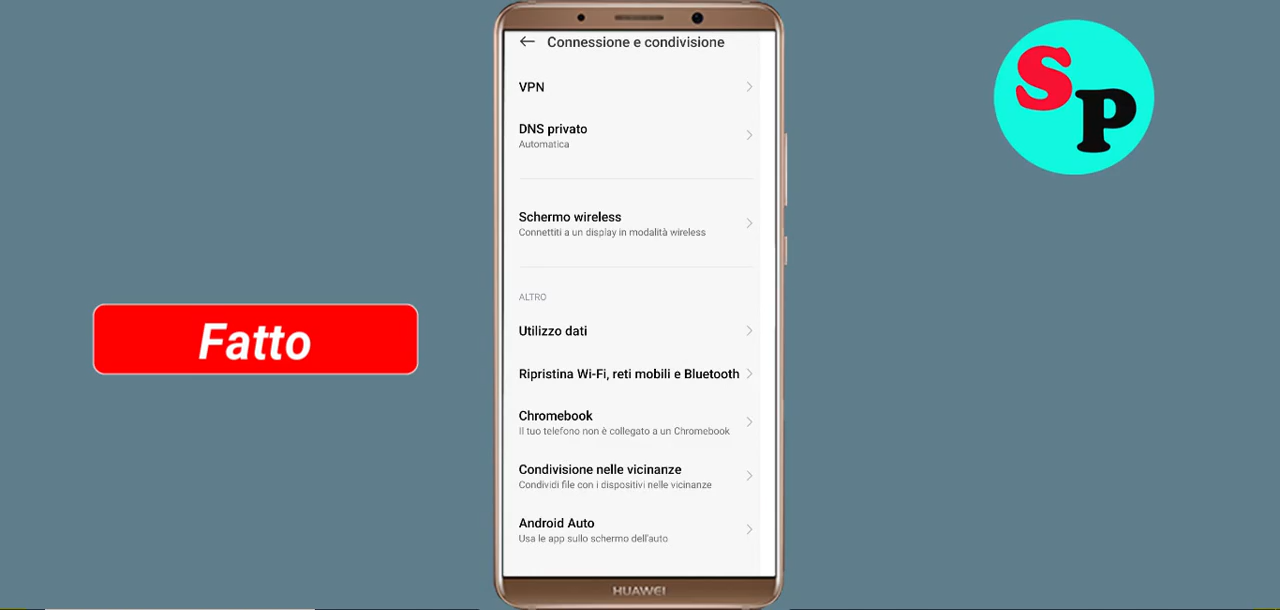 Connessione e condivisione
VPN
DNS privato
Automatica
Schermo wireless
Connettiti a un display in modalità wireless
ALTRO
Utilizzo dati
Ripristina Wi-Fi, reti mobili e Bluetooth
Chromebook
Il tuo telefono non è collegato a un Chromebook
Condivisione nelle vicinanze
Condividi file con i dispositivi nelle vicinanze
Android Auto
Usa le app sullo schermo dell'auto
HUAWEI
Fatto
SP